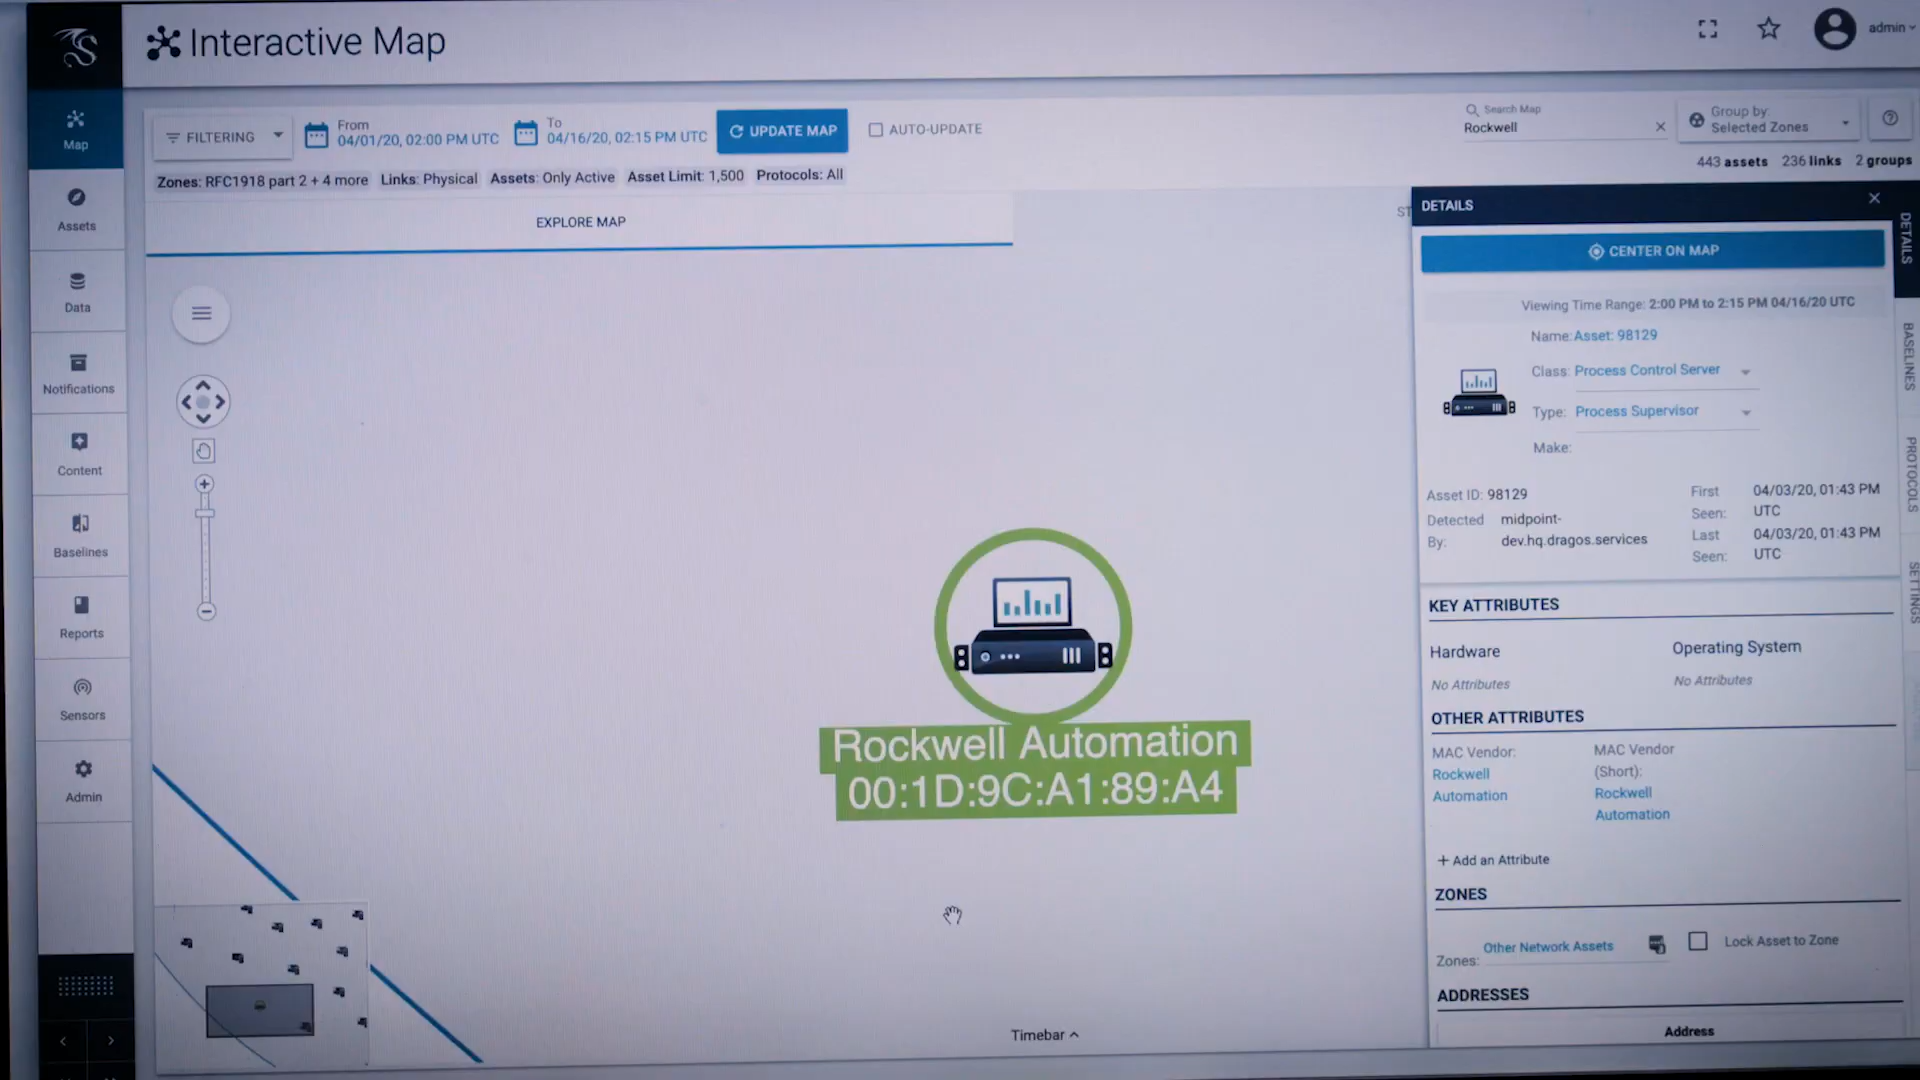 Interactive Map
admin
Map
Assets
Data
Notifications
Content
Baselines
Reports
Sensors
Admin
FILTERING
From
04/01/20, 02:00 PM UTC
To
04/16/20, 02:15 PM UTC
UPDATE MAP
AUTO-UPDATE
Search Map
Rockwell
Group by:
Selected Zones
443 assets 236 links 2 groups
Zones: RFC1918 part 2 + 4 more Links: Physical Assets: Only Active Asset Limit: 1,500 Protocols: All
EXPLORE MAP
ST
Rockwell Automation
00:1D:9C:A1:89:A4
Timebar
DETAILS
CENTER ON MAP
Viewing Time Range: 2:00 PM to 2:15 PM 04/16/20 UTC
Name: Asset: 98129
Class: Process Control Server
Type: Process Supervisor
Make:
Asset ID: 98129
Detected By: midpoint-
dev.hq.dragos.services
First Seen: 04/03/20, 01:43 PM
UTC
Last Seen: 04/03/20, 01:43 PM
UTC
KEY ATTRIBUTES
Hardware
No Attributes
Operating System
No Attributes
OTHER ATTRIBUTES
MAC Vendor:
Rockwell
Automation
MAC Vendor
(Short):
Rockwell
Automation
+ Add an Attribute
ZONES
Zones: Other Network Assets
Lock Asset to Zone
ADDRESSES
Address
DETAILS
BASELINES
PROTOCOLS
SETTINGS